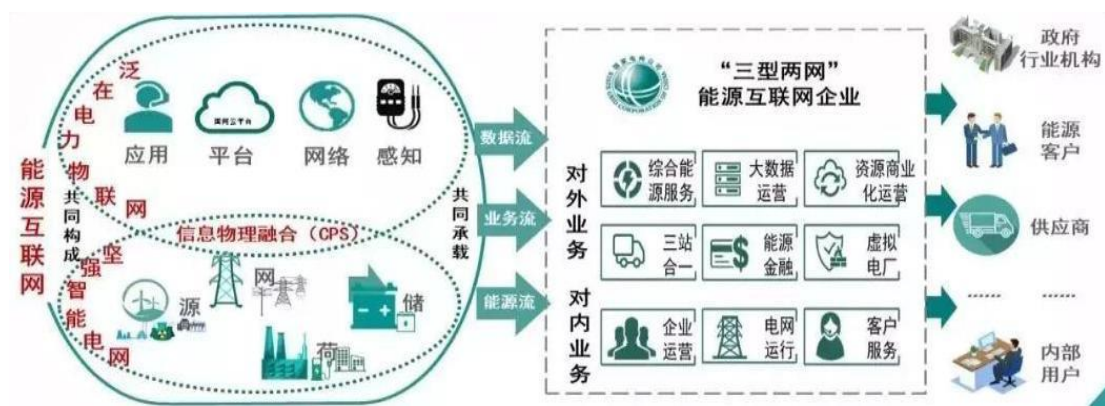 能源互联网
泛在电力物联网
共同构成
应用
平台
网络
感知
国网云平台
信息物理融合（CPS）
坚强智能电网
源
网
荷
储
共同承载
数据流
业务流
能源流
“三型两网”
能源互联网企业
对外业务
综合能
源服务
大数据
运营
资源商业
化运营
三站
合一
能源
金融
虚拟
电厂
对内业务
企业
运营
电网
运行
客户
服务
政府
行业机构
能源
客户
供应商
······ ······
内部
用户